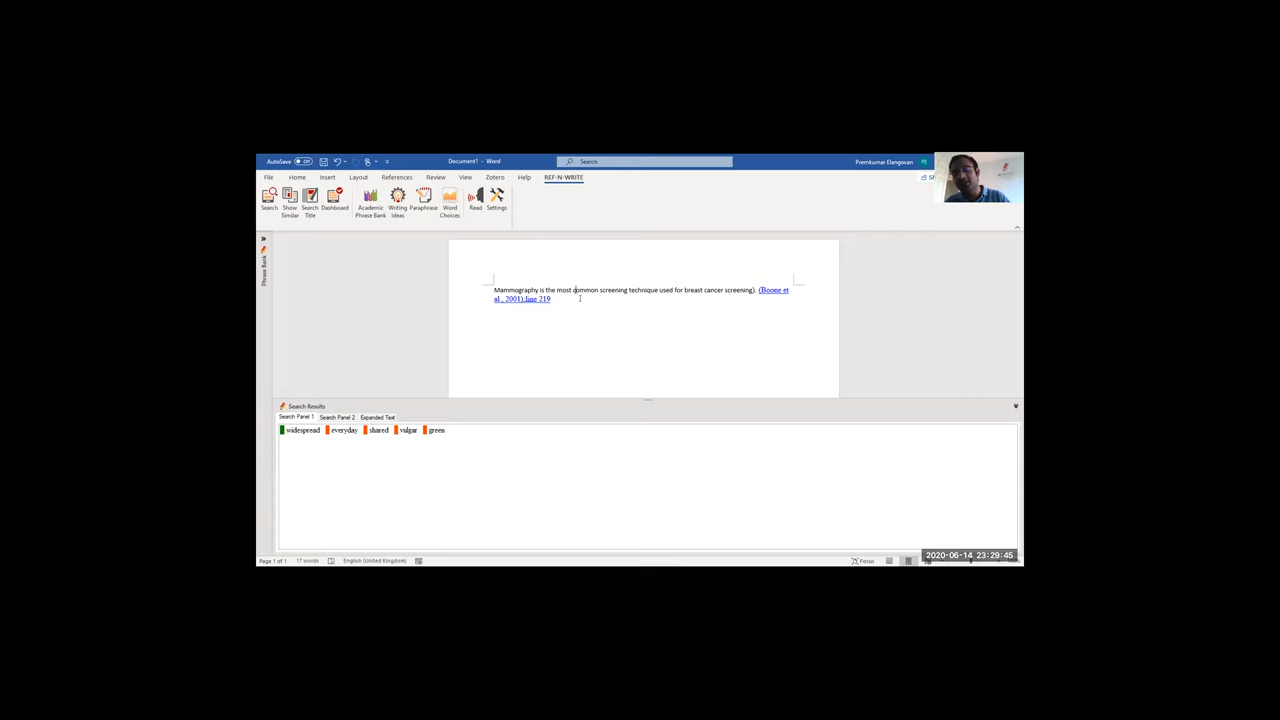 AutoSave Off Document1 - Word Search Premkumar Elangovan PE
File Home Insert Layout References Review View Zotero Help REF-N-WRITE
Search Show Similar Search Title Dashboard Academic Phrase Bank Writing Ideas Paraphrase Word Choices Read Settings
Phrase Bank
Mammography is the most common screening technique used for breast cancer screening). (Boone et
al., 2001);line 219
Search Results
Search Panel 1 Search Panel 2 Expanded Text
widespread everyday shared vulgar green
2020-06-14 23:29:45
Page 1 of 1 17 words English (United Kingdom) Focus